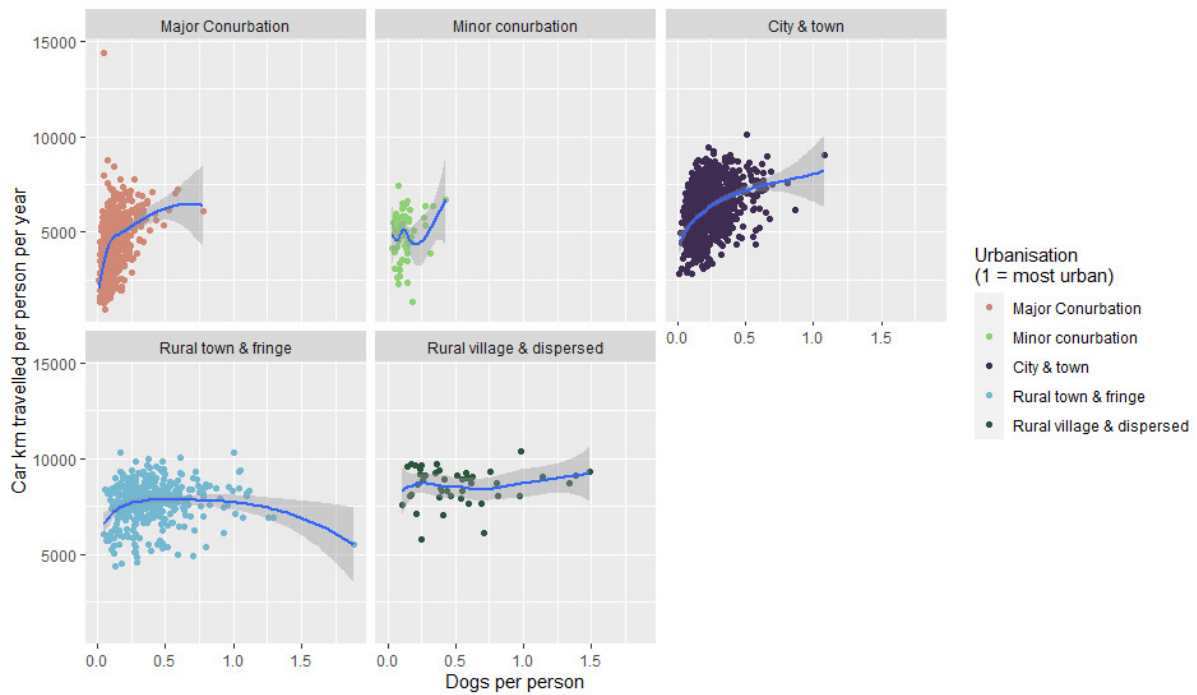 Major Conurbation
Minor conurbation
City & town
15000
10000
5000
0.0 0.5 1.0 1.5
Rural town & fringe
Rural village & dispersed
15000
10000
5000
0.0 0.5 1.0 1.5
0.0 0.5 1.0 1.5
Car km travelled per person per year
Dogs per person
Urbanisation
(1 = most urban)
Major Conurbation
Minor conurbation
City & town
Rural town & fringe
Rural village & dispersed